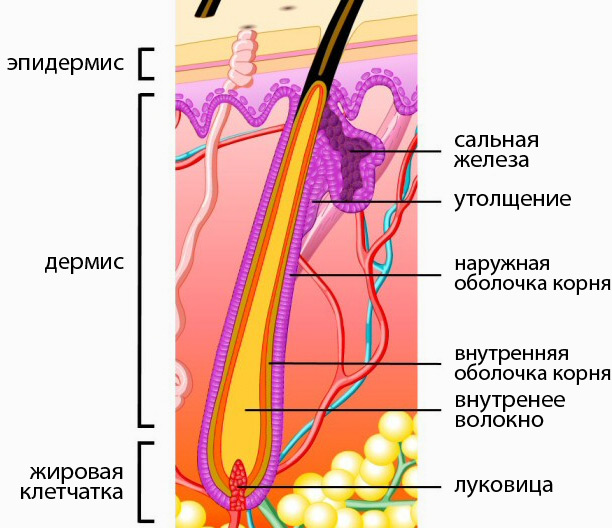 эпидермис
дермис
жировая
клетчатка
сальная
железа
утолщение
наружная
оболочка корня
внутренняя
оболочка корня
внутренее
волокно
луковица